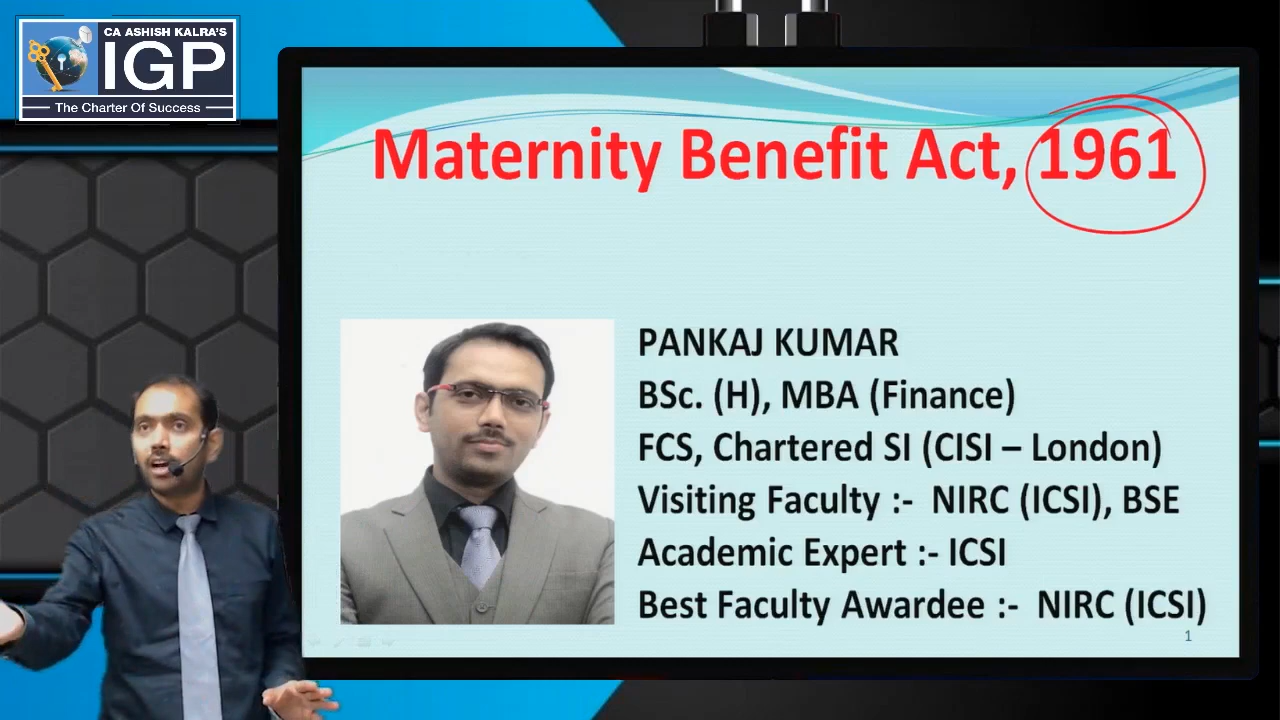 CA ASHISH KALRA'S
IGP
The Charter Of Success
Maternity Benefit Act, 1961
PANKAJ KUMAR
BSc. (H), MBA (Finance)
FCS, Chartered SI (CISI – London)
Visiting Faculty :- NIRC (ICSI), BSE
Academic Expert :- ICSI
Best Faculty Awardee :- NIRC (ICSI)
1